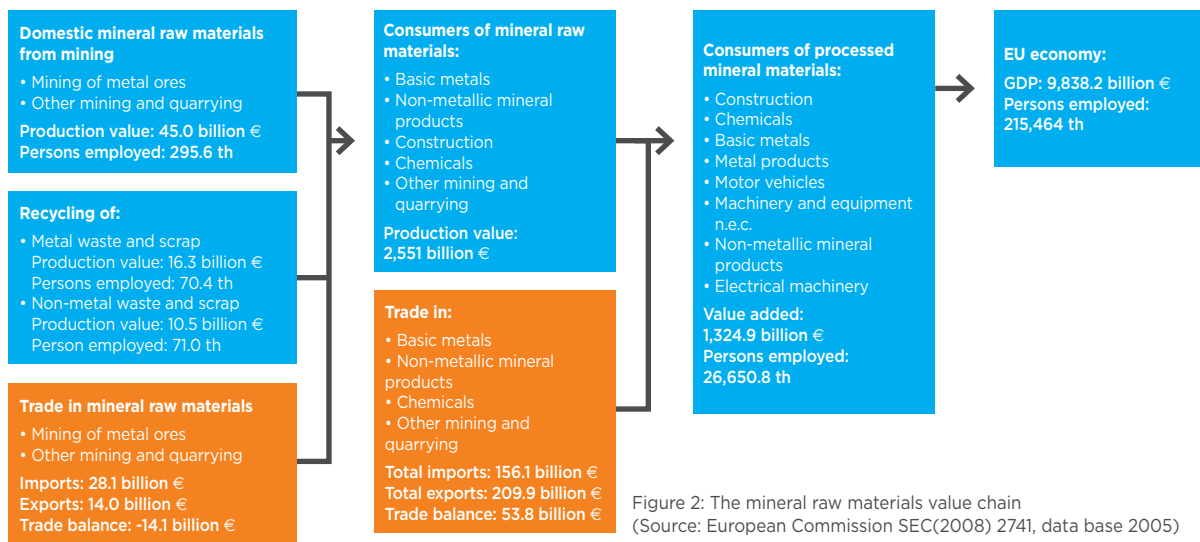 Domestic mineral raw materials
from mining
• Mining of metal ores
• Other mining and quarrying
Production value: 45.0 billion €
Persons employed: 295.6 th
Recycling of:
• Metal waste and scrap
Production value: 16.3 billion €
Persons employed: 70.4 th
• Non-metal waste and scrap
Production value: 10.5 billion €
Person employed: 71.0 th
Trade in mineral raw materials
• Mining of metal ores
• Other mining and quarrying
Imports: 28.1 billion €
Exports: 14.0 billion €
Trade balance: -14.1 billion €
Consumers of mineral raw
materials:
• Basic metals
• Non-metallic mineral
products
• Construction
• Chemicals
• Other mining and
quarrying
Production value:
2,551 billion €
Trade in:
• Basic metals
• Non-metallic mineral
products
• Chemicals
• Other mining and
quarrying
Total imports: 156.1 billion €
Total exports: 209.9 billion €
Trade balance: 53.8 billion €
Consumers of processed
mineral materials:
• Construction
• Chemicals
• Basic metals
• Metal products
• Motor vehicles
• Machinery and equipment
n.e.c.
• Non-metallic mineral
products
• Electrical machinery
Value added:
1,324.9 billion €
Persons employed:
26,650.8 th
EU economy:
GDP: 9,838.2 billion €
Persons employed:
215,464 th
Figure 2: The mineral raw materials value chain
(Source: European Commission SEC(2008) 2741, data base 2005)